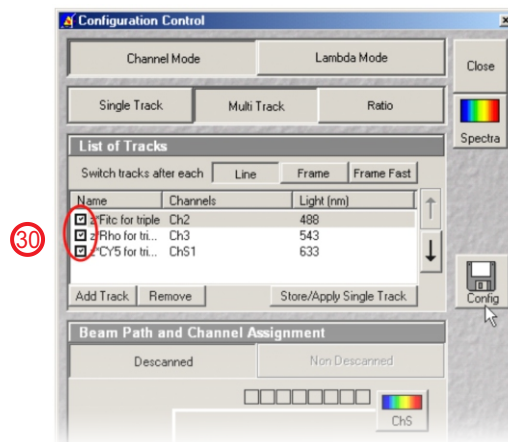 Configuration Control
Channel Mode Lambda Mode Close
Single Track Multi Track Ratio
Spectra
List of Tracks
Switch tracks after each Line Frame Frame Fast
Name Channels Light (nm)
z*Fitc for triple Ch2 488
z*Rho for tri... Ch3 543
z*CY5 for tri... ChS1 633
30
Add Track Remove Store/Apply Single Track Config
Beam Path and Channel Assignment
Descanned Non Descanned
ChS